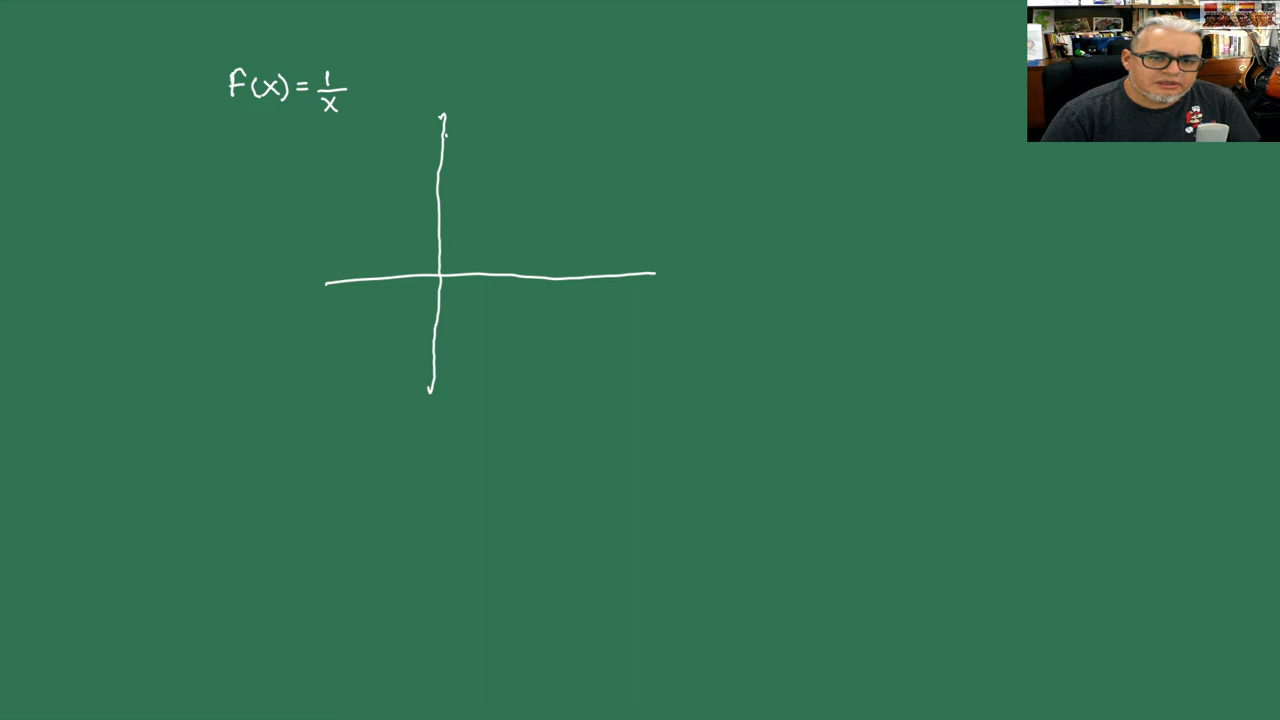 F(x) = 1/x